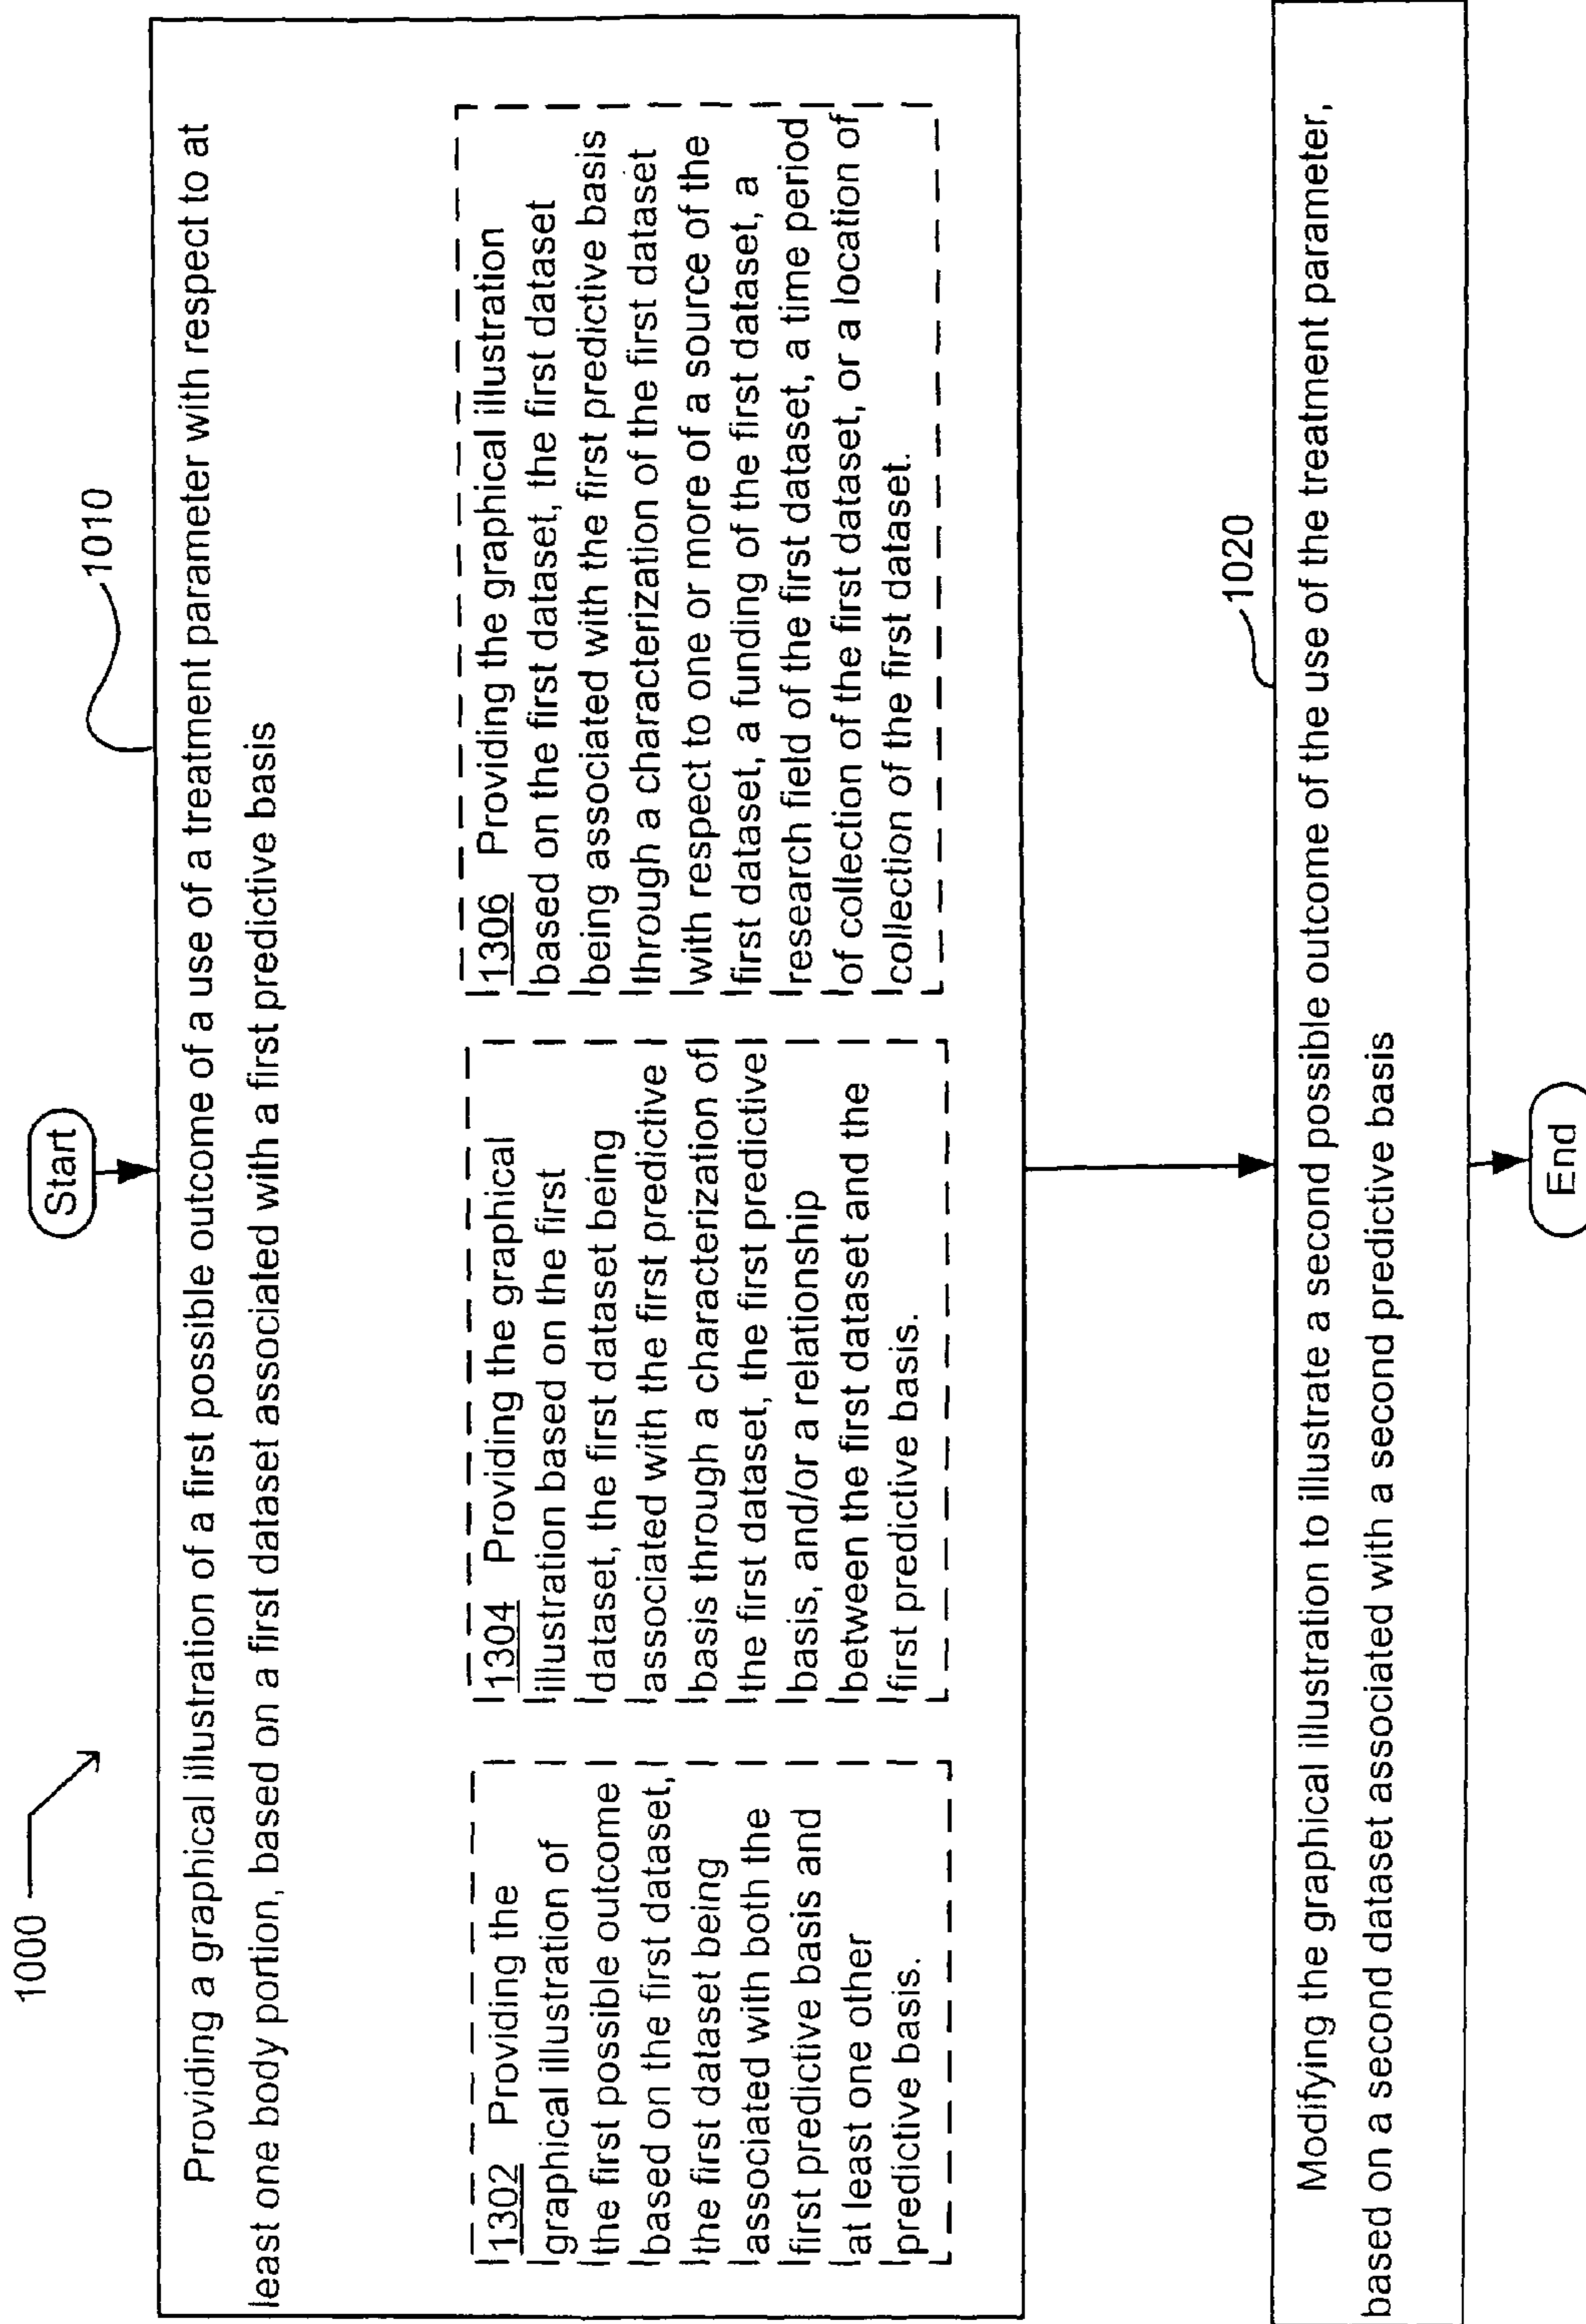 1000
Start
1010
Providing a graphical illustration of a first possible outcome of a use of a treatment parameter with respect to at
least one body portion, based on a first dataset associated with a first predictive basis
1302 Providing the
graphical illustration of
the first possible outcome
based on the first dataset,
the first dataset being
associated with both the
first predictive basis and
at least one other
predictive basis.
1304 Providing the graphical
illustration based on the first
dataset, the first dataset being
associated with the first predictive
basis through a characterization of
the first dataset, the first predictive
basis, and/or a relationship
between the first dataset and the
first predictive basis.
1306 Providing the graphical illustration
based on the first dataset, the first dataset
being associated with the first predictive basis
through a characterization of the first dataset
with respect to one or more of a source of the
first dataset, a funding of the first dataset, a
research field of the first dataset, a time period
of collection of the first dataset, or a location of
collection of the first dataset.
1020
Modifying the graphical illustration to illustrate a second possible outcome of the use of the treatment parameter,
based on a second dataset associated with a second predictive basis
End